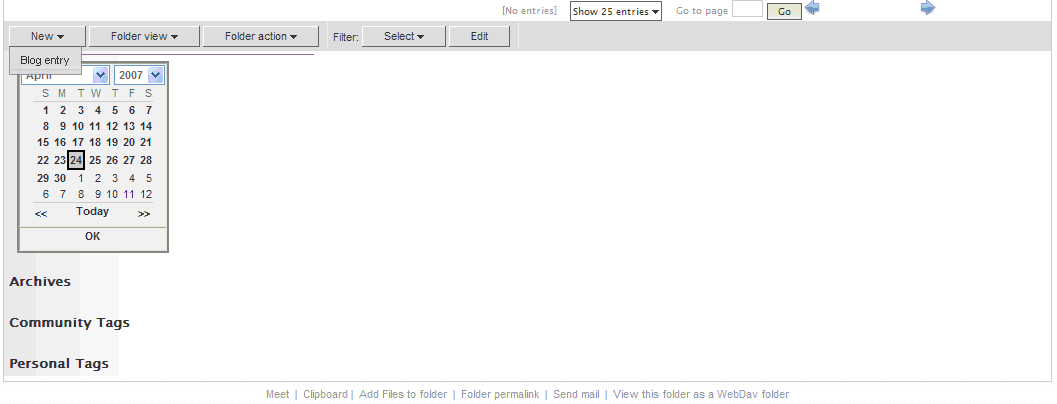 [No entries] Show 25 entries Go to page Go
New Folder view Folder action Filter: Select Edit
Blog entry
April 2007
S M T W T F S
1 2 3 4 5 6 7
8 9 10 11 12 13 14
15 16 17 18 19 20 21
22 23 24 25 26 27 28
29 30 1 2 3 4 5
6 7 8 9 10 11 12
<< Today >>
OK
Archives
Community Tags
Personal Tags
Meet | Clipboard | Add Files to folder | Folder permalink | Send mail | View this folder as a WebDav folder